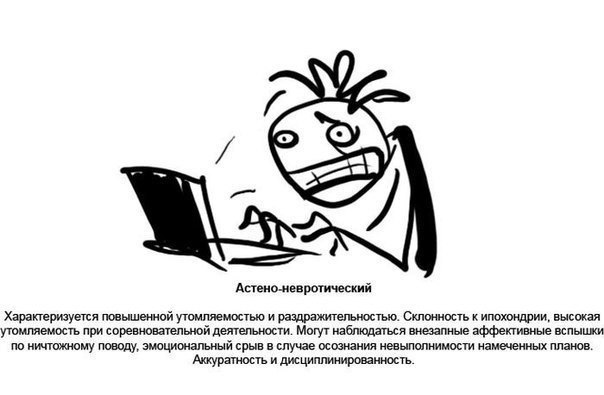 Астено-невротический
Характеризуется повышенной утомляемостью и раздражительностью. Склонность к ипохондрии, высокая
утомляемость при соревновательной деятельности. Могут наблюдаться внезапные аффективные вспышки
по ничтожному поводу, эмоциональный срыв в случае осознания невыполнимости намеченных планов.
Аккуратность и дисциплинированность.